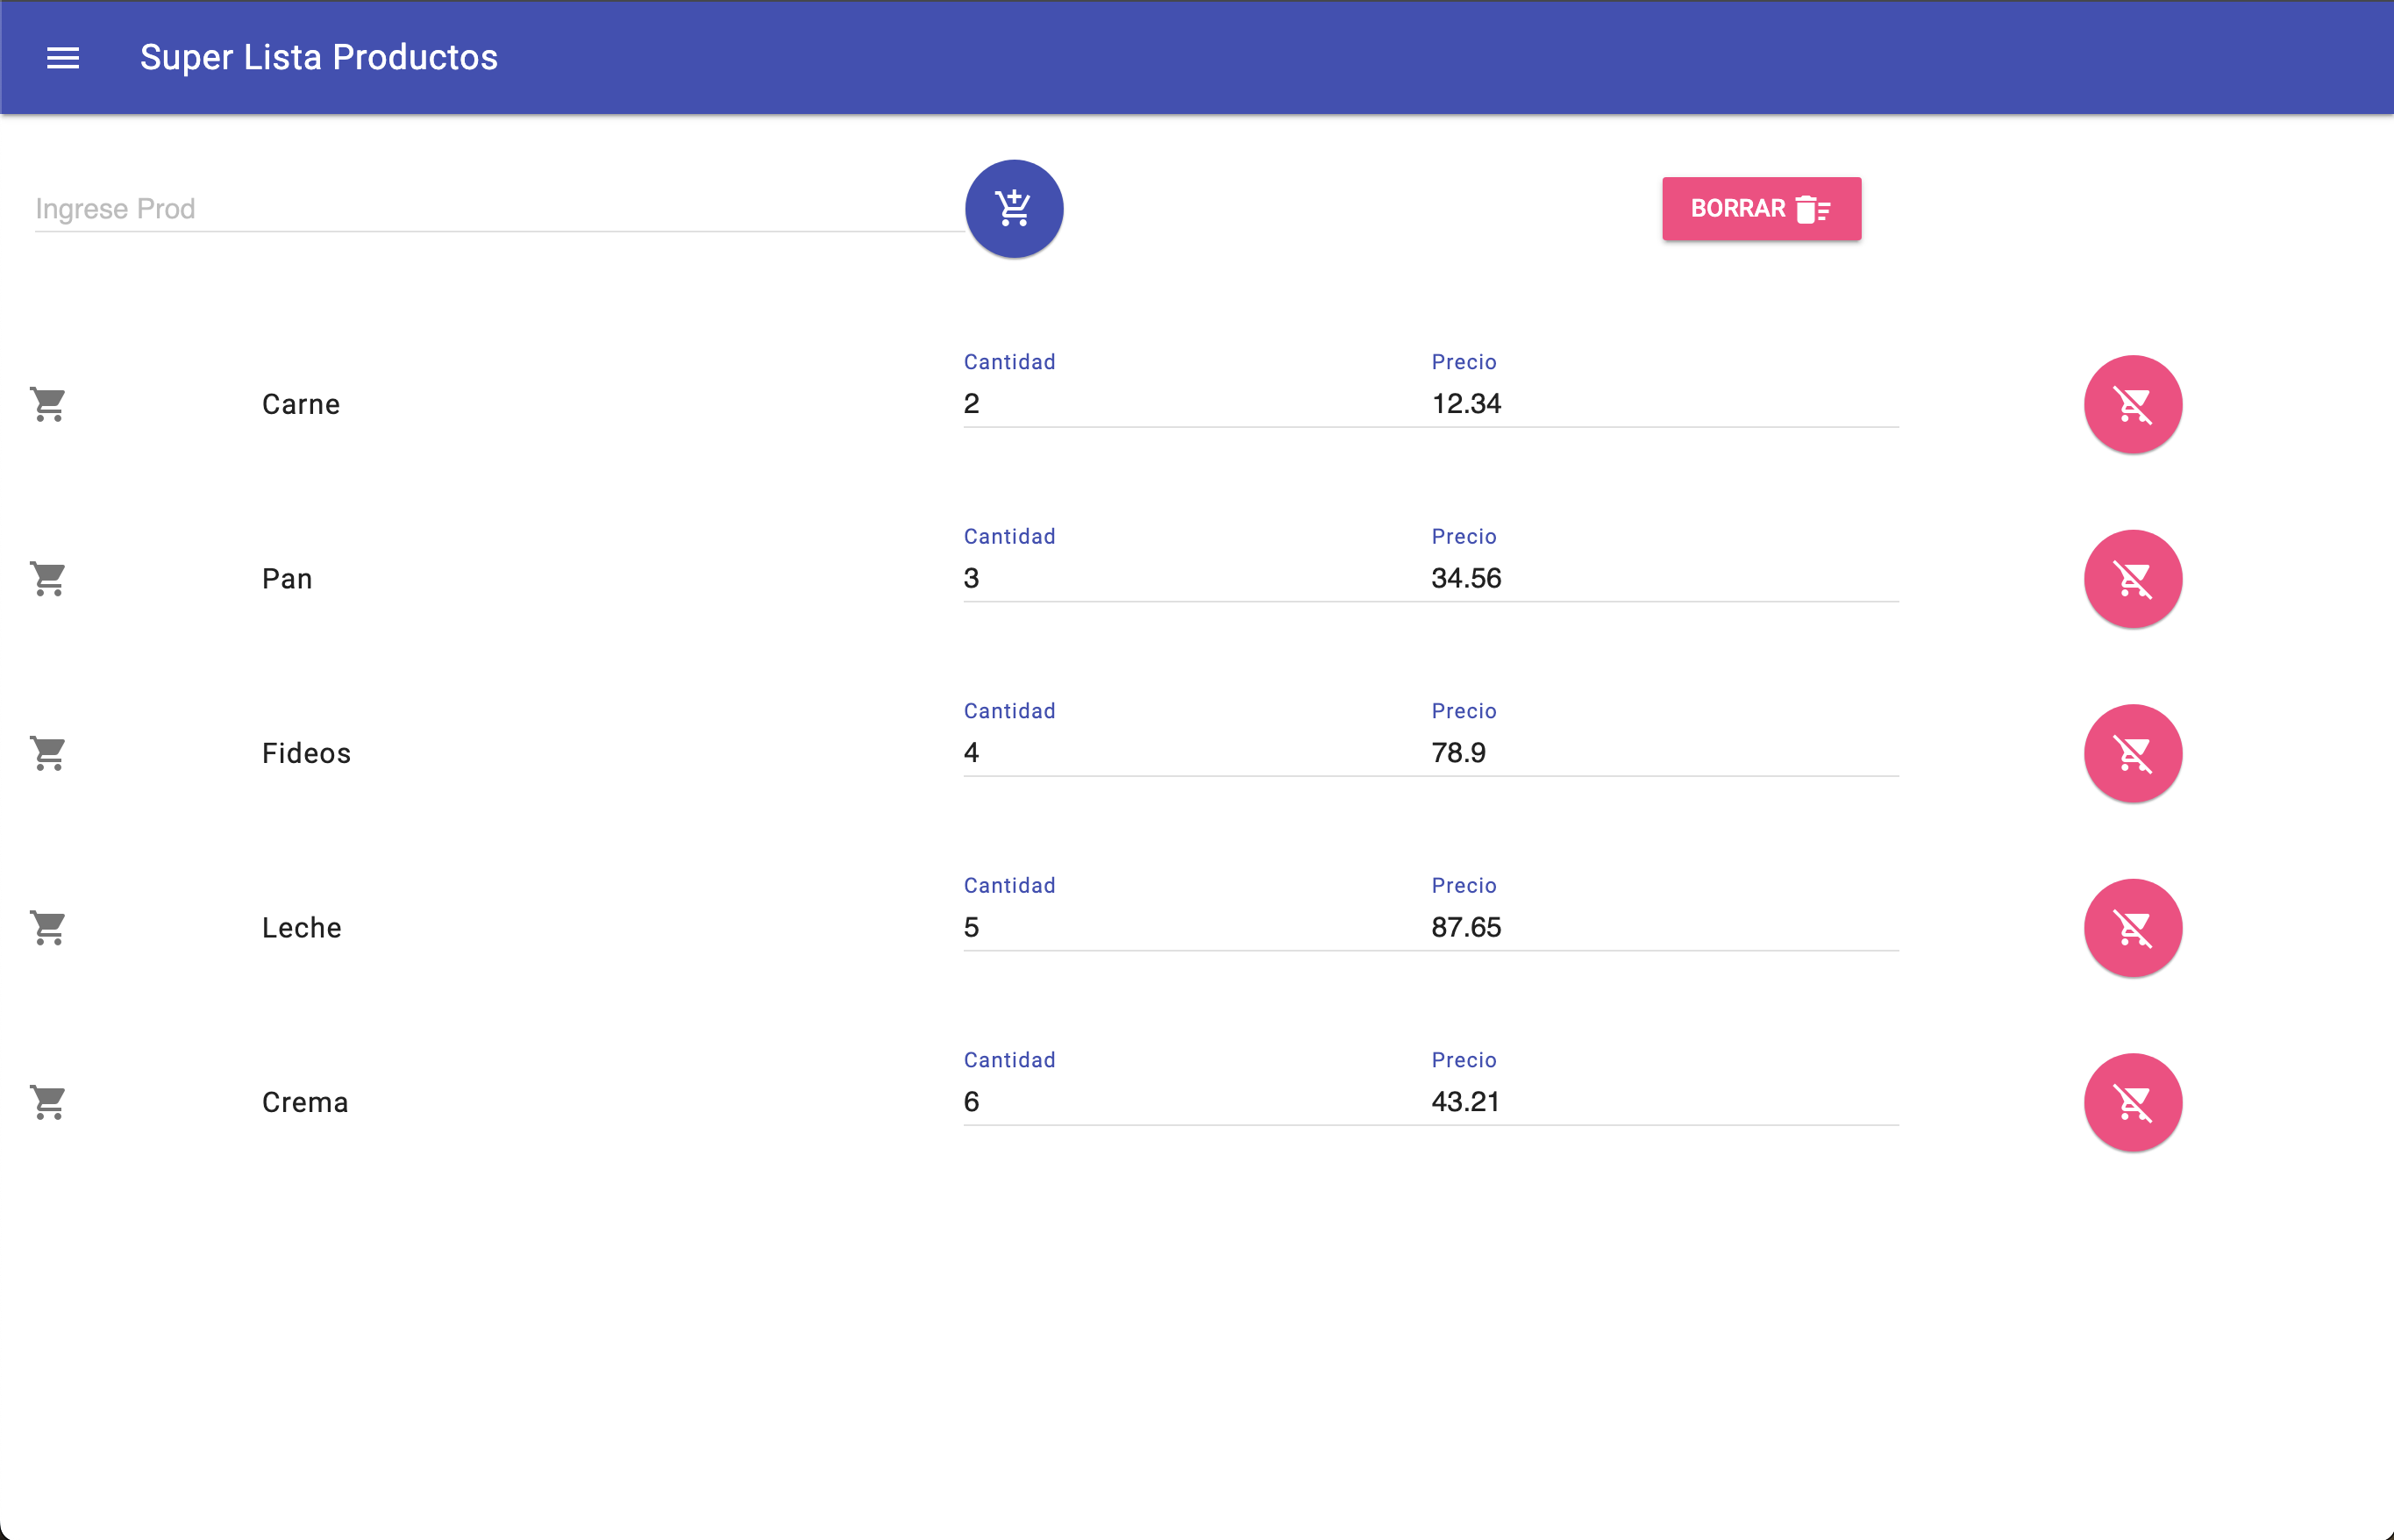 Super Lista Productos
Ingrese Prod
BORRAR
Cantidad Precio
Carne 2 12.34
Cantidad Precio
Pan 3 34.56
Cantidad Precio
Fideos 4 78.9
Cantidad Precio
Leche 5 87.65
Cantidad Precio
Crema 6 43.21